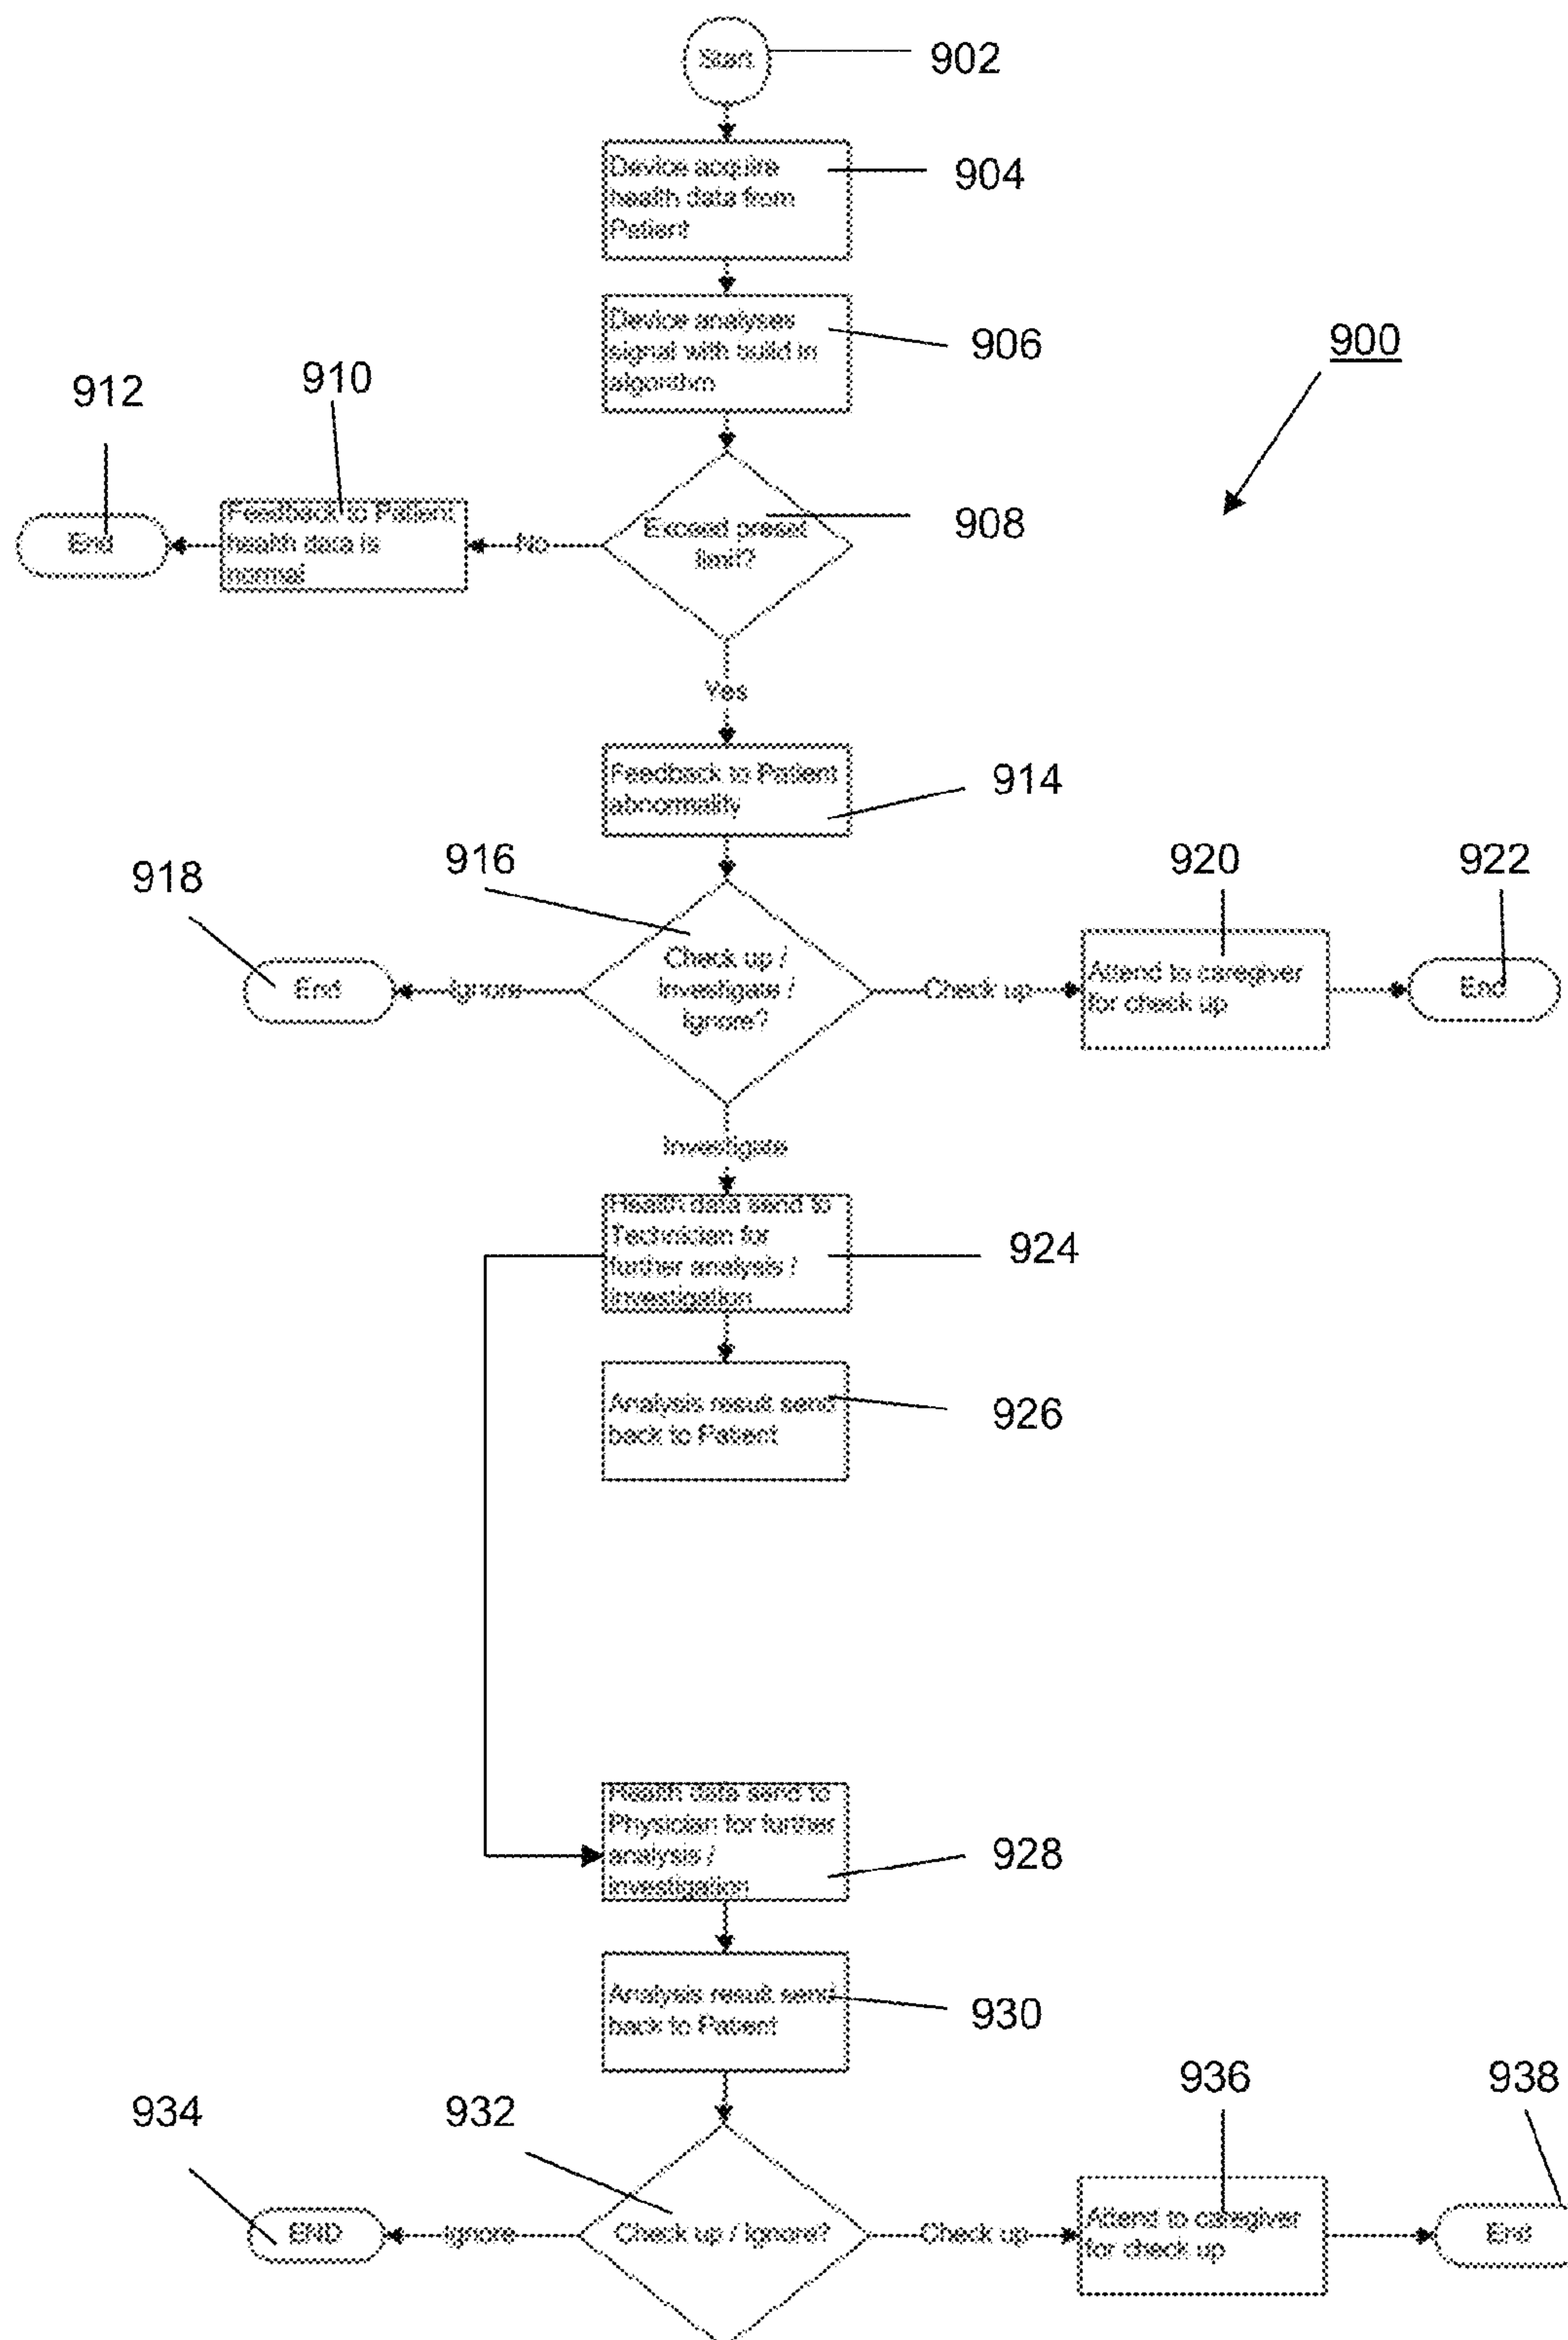 Start
902
Device acquire
health data from
Patient
904
Device analyses
signal with build in
algorithm
906
900
912
910
End
Feedback to Patient
health data is
normal
No
Exceed preset
limit?
908
Yes
Feedback to Patient
abnormality
914
918
916
920
922
End
Ignore
Check up /
Investigate /
Ignore?
Check up
Attend to caregiver
for check up
End
Investigate
Health data send to
Technician for
further analysis /
investigation
924
Analysis result send
back to Patient
926
Health data send to
Physician for further
analysis /
investigation
928
Analysis result send
back to Patient
930
934
932
936
938
END
Ignore
Check up / Ignore?
Check up
Attend to caregiver
for check up
End